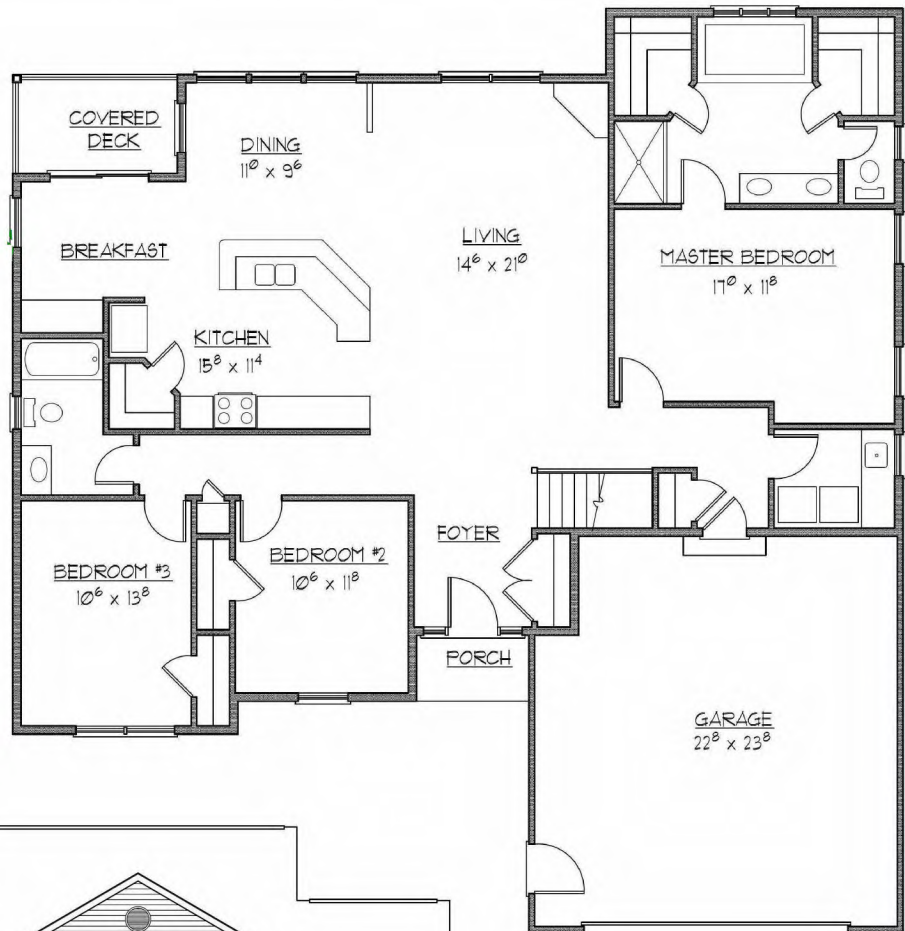 COVERED
DECK
DINING
11⁰ x 9⁶
BREAKFAST
LIVING
14⁶ x 21⁰
MASTER BEDROOM
17⁰ x 11⁸
KITCHEN
15⁸ x 11⁴
FOYER
BEDROOM #2
10⁶ x 11⁸
BEDROOM #3
10⁶ x 13⁸
PORCH
GARAGE
22⁸ x 23⁸